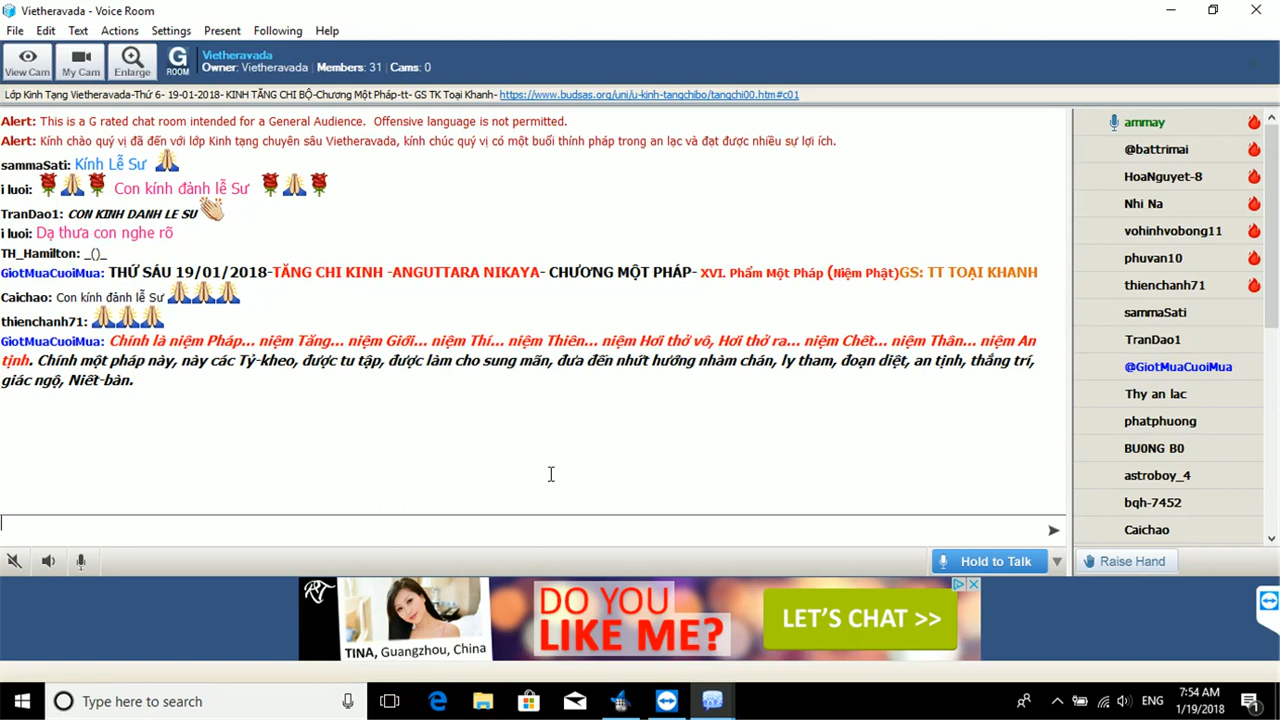 Vietheravada - Voice Room
File Edit Text Actions Settings Present Following Help
View Cam My Cam Enlarge G ROOM
Vietheravada
Owner: Vietheravada | Members: 31 | Cams: 0
Lớp Kinh Tạng Vietheravada-Thứ 6- 19-01-2018- KINH TĂNG CHI BỘ-Chương Một Pháp-tt- GS TK Toại Khanh- https://www.budsas.org/uni/u-kinh-tangchibo/tangchi00.htm#c01
Alert: This is a G rated chat room intended for a General Audience. Offensive language is not permitted.
Alert: Kính chào quý vị đã đến với lớp Kinh tạng chuyên sâu Vietheravada, kính chúc quý vị có một buổi thính pháp trong an lạc và đạt được nhiều sự lợi ích.
sammaSati: Kính Lễ Sư
i luoi: Con kính đảnh lễ Sư
TranDao1: CON KINH DANH LE SU
i luoi: Dạ thưa con nghe rõ
TH_Hamilton: _()_
GiotMuaCuoiMua: THỨ SÁU 19/01/2018-TĂNG CHI KINH -ANGUTTARA NIKAYA- CHƯƠNG MỘT PHÁP- XVI. Phẩm Một Pháp (Niệm Phật)GS: TT TOẠI KHANH
Caichao: Con kính đảnh lễ Sư
thienchanh71:
GiotMuaCuoiMua: Chính là niệm Pháp... niệm Tăng... niệm Giới... niệm Thí... niệm Thiên... niệm Hơi thở vô, Hơi thở ra... niệm Chết... niệm Thân... niệm An
tịnh. Chính một pháp này, này các Tỷ-kheo, được tu tập, được làm cho sung mãn, đưa đến nhứt hướng nhàm chán, ly tham, đoạn diệt, an tịnh, thắng trí,
giác ngộ, Niết-bàn.
ammay
@battrimai
HoaNguyet-8
Nhi Na
vohinhvobong11
phuvan10
thienchanh71
sammaSati
TranDao1
@GiotMuaCuoiMua
Thy an lac
phatphuong
BU0NG B0
astroboy_4
bqh-7452
Caichao
Hold to Talk
Raise Hand
RT
TINA, Guangzhou, China
DO YOU
LIKE ME?
LET'S CHAT >>
Type here to search
ENG
7:54 AM
1/19/2018
1